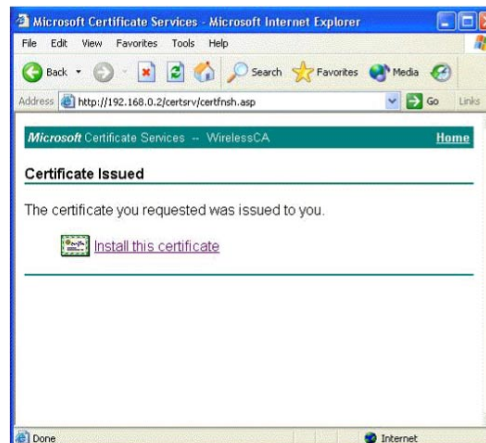 Microsoft Certificate Services - Microsoft Internet Explorer
File Edit View Favorites Tools Help
Back Search Favorites Media
Address http://192.168.0.2/certsrv/certfnsh.asp Go Links
Microsoft Certificate Services -- WirelessCA Home
Certificate Issued
The certificate you requested was issued to you.
Install this certificate
Done Internet